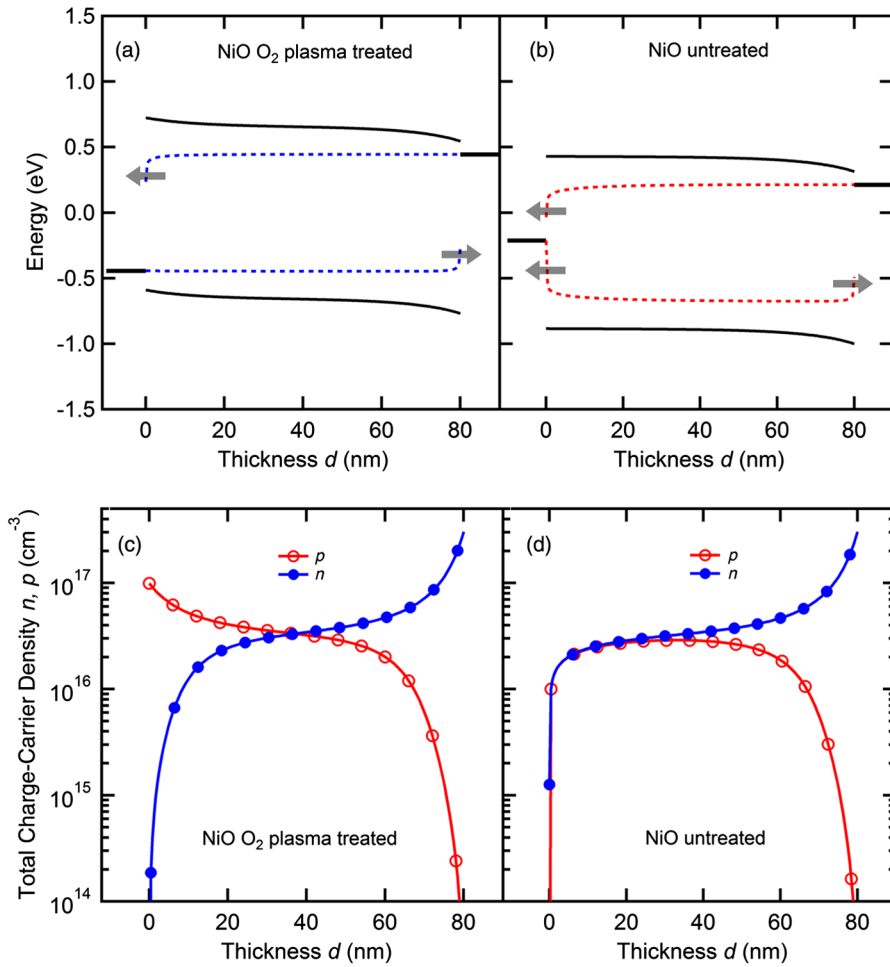 (a) NiO O2 plasma treated
(b) NiO untreated
Energy (eV)
1.5
1.0
0.5
0.0
-0.5
-1.0
-1.5
0 20 40 60 80
0 20 40 60 80
Thickness d (nm)
Thickness d (nm)
(c)
p
n
(d)
p
n
Total Charge-Carrier Density n, p (cm-3)
10^17
10^16
10^15
10^14
NiO O2 plasma treated
NiO untreated
0 20 40 60 80
0 20 40 60 80
Thickness d (nm)
Thickness d (nm)